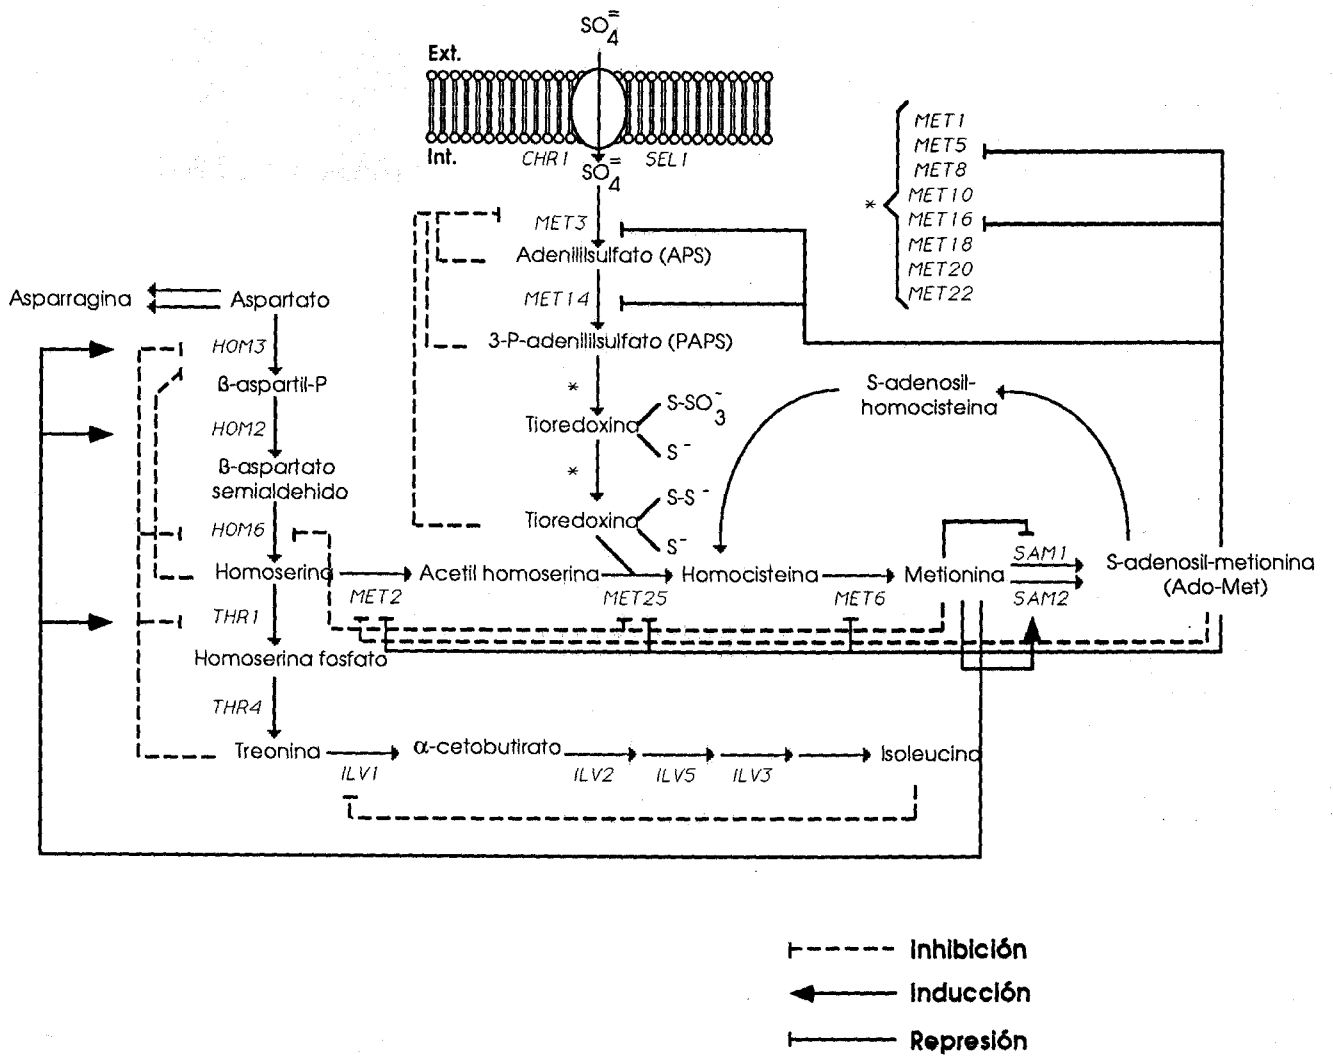 SO4=
Ext.
Int.
CHR1
SEL1
SO4=
MET1
MET5
MET8
*
MET10
MET16
MET18
MET20
MET22
MET3
Adenililsulfato (APS)
MET14
3-P-adenililsulfato (PAPS)
*
Tioredoxina
S-SO3-
S-
*
Tioredoxina
S-S-
S-
Asparragina
Aspartato
HOM3
ß-aspartil-P
HOM2
ß-aspartato
semialdehido
HOM6
Homoserina
Acetil homoserina
Homocisteina
Metionina
S-adenosil-
homocisteina
SAM1
SAM2
S-adenosil-metionina
(Ado-Met)
MET2
MET25
MET6
THR1
Homoserina fosfato
THR4
Treonina
α-cetobutirato
Isoleucina
ILV1
ILV2
ILV5
ILV3
Inhibición
Inducción
Represión